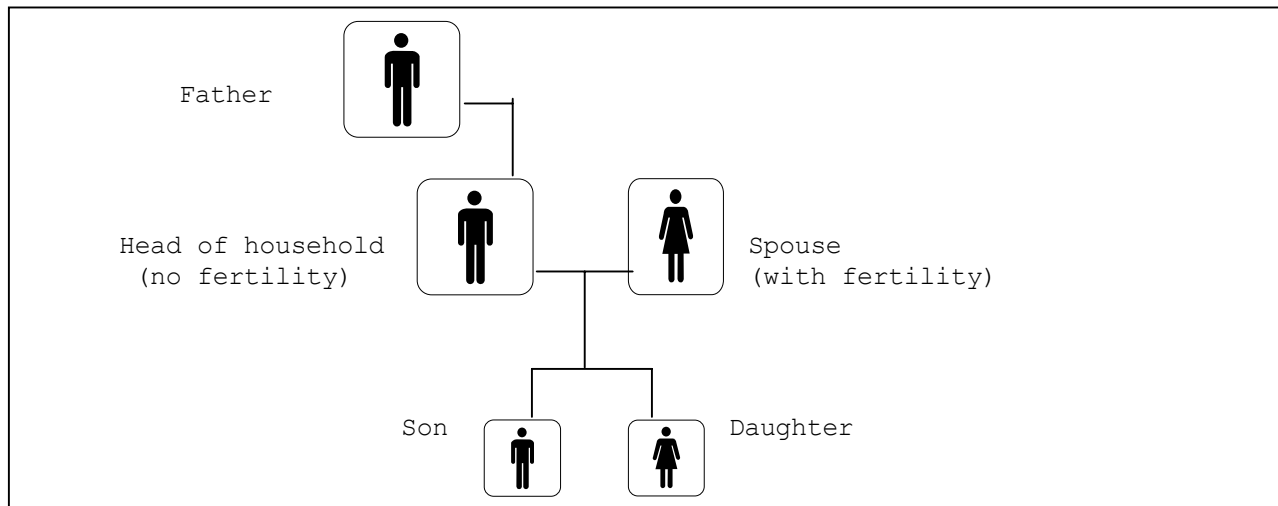 Father
Head of household
(no fertility)
Spouse
(with fertility)
Son
Daughter